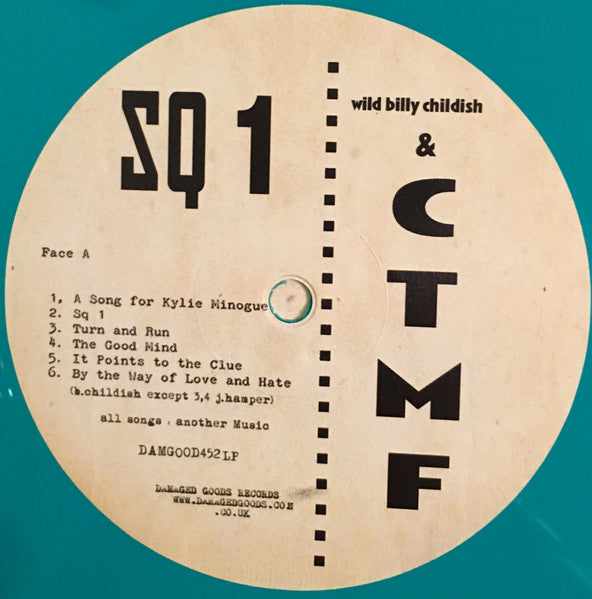 SQ 1
Face A
1, A Song for Kylie Minogue
2. Sq 1
3. Turn and Run
4. The Good Mind
5. It Points to the Clue
6. By the Way of Love and Hate
(b.childish except 3,4 j.hamper)
all songs , another Music
DAMGOOD452LP
DAMAGED GOODS RECORDS
WWW.DAMAGEDGOODS.COM
.CO.UK
wild billy childish
&
C
T
M
F